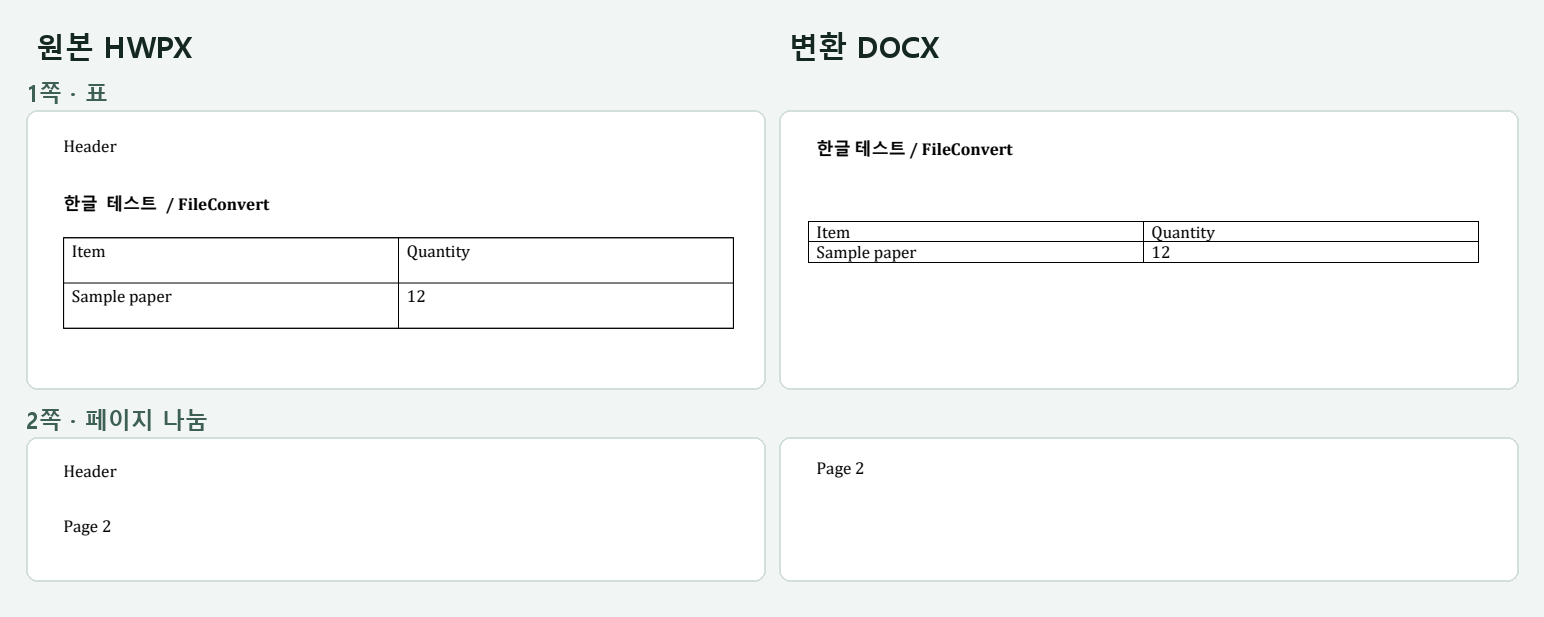 원본 HWPX
변환 DOCX
1쪽 · 표
Header
한글 테스트 / FileConvert
Item Quantity
Sample paper 12
한글 테스트 / FileConvert
Item Quantity
Sample paper 12
2쪽 · 페이지 나눔
Header
Page 2
Page 2